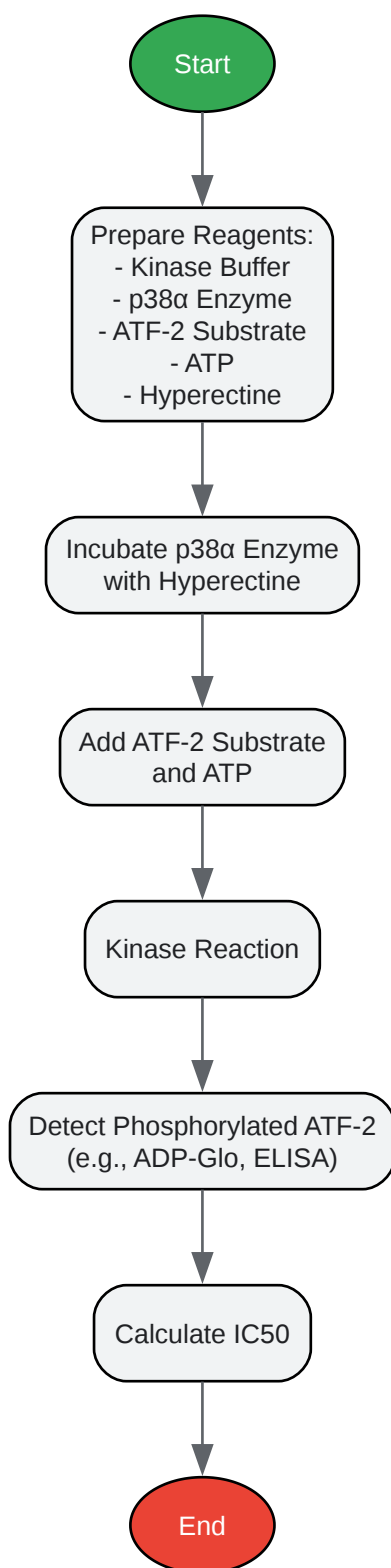 Start
Prepare Reagents:
- Kinase Buffer
- p38α Enzyme
- ATF-2 Substrate
- ATP
- Hyperectine
Incubate p38α Enzyme
with Hyperectine
Add ATF-2 Substrate
and ATP
Kinase Reaction
Detect Phosphorylated ATF-2
(e.g., ADP-Glo, ELISA)
Calculate IC50
End